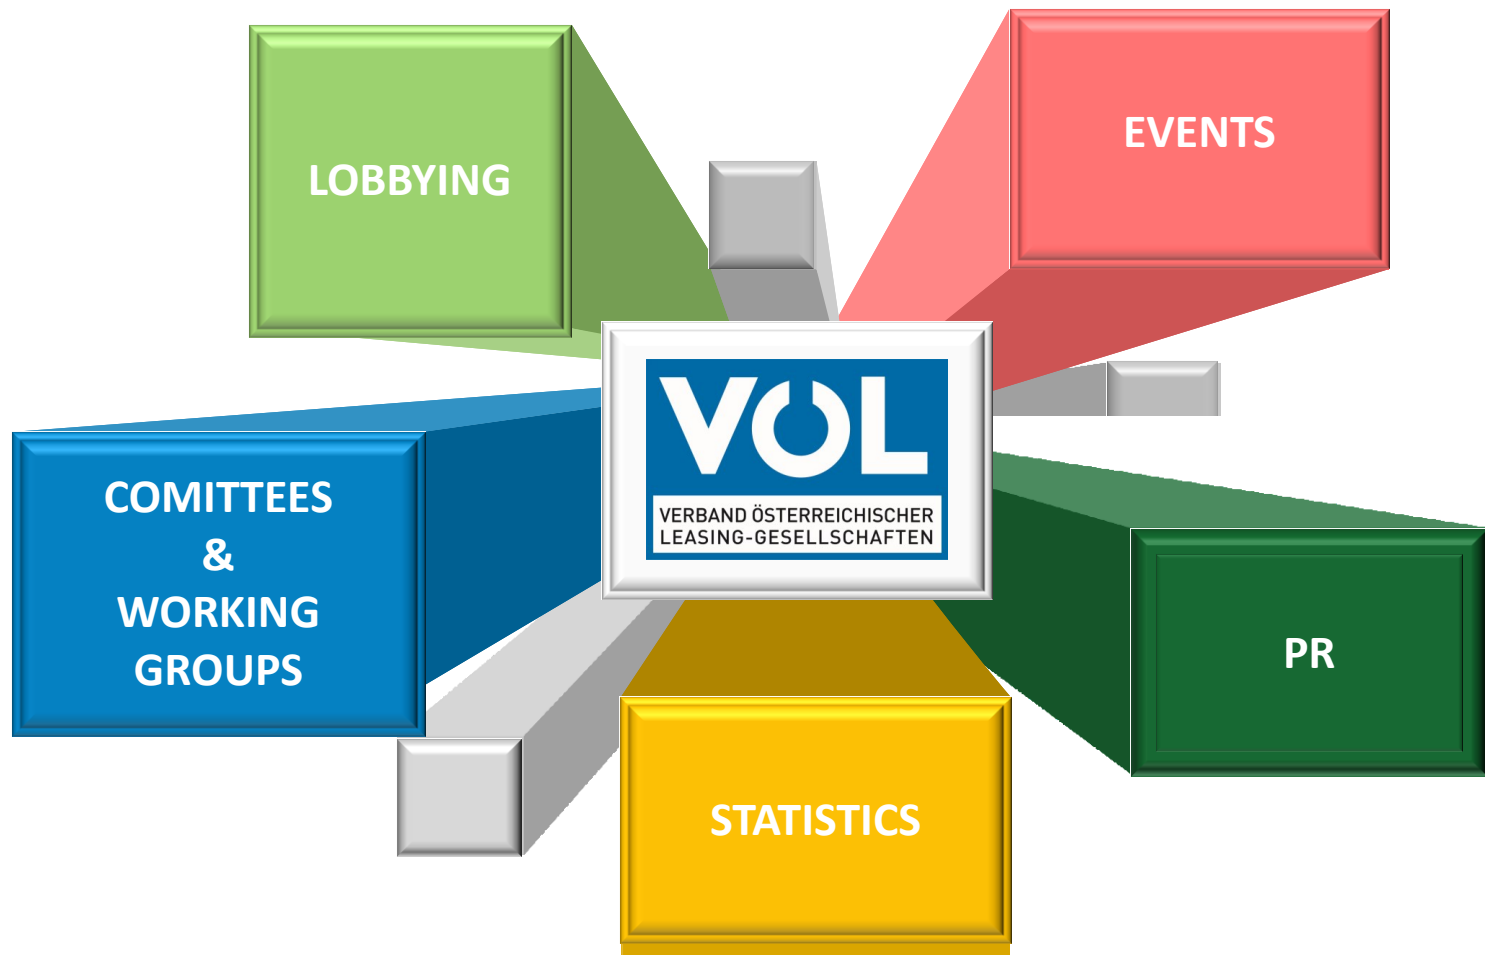 LOBBYING
EVENTS
VÖL
VERBAND ÖSTERREICHISCHER
LEASING-GESELLSCHAFTEN
COMITTEES
&
WORKING
GROUPS
PR
STATISTICS